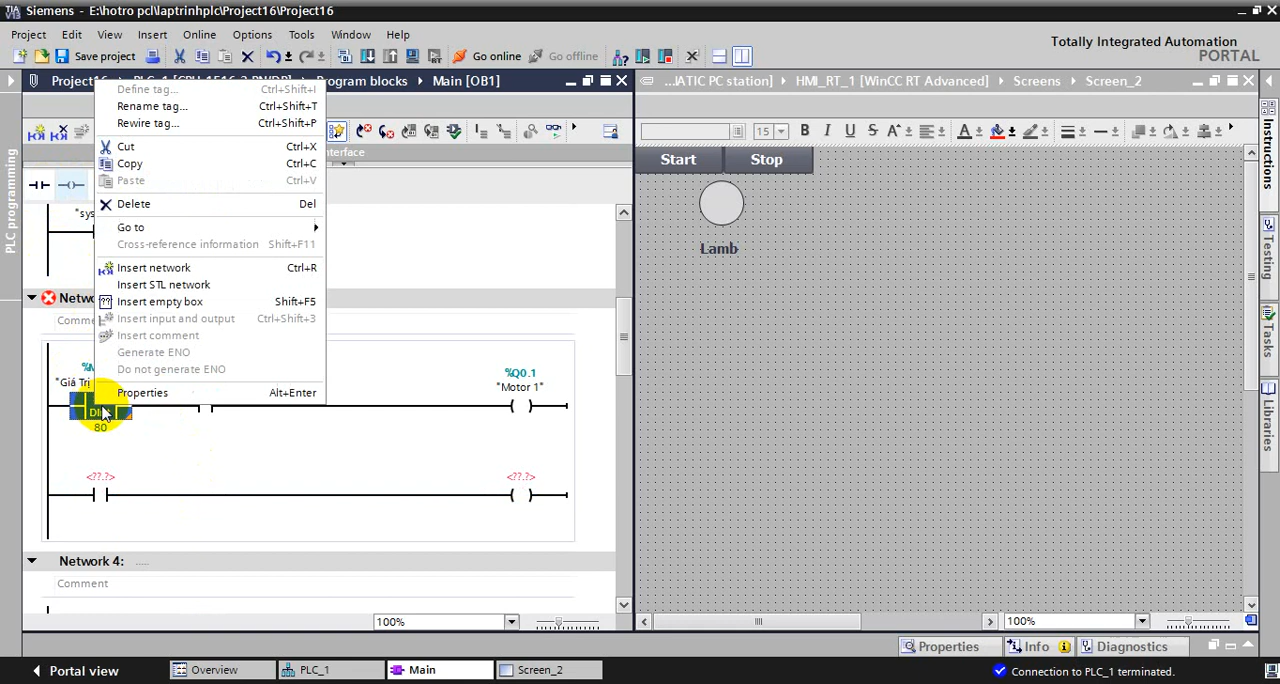 TIA
V13
Siemens - E:\hotro pcl\laptrinhplc\Project16\Project16
Project Edit View Insert Online Options Tools Window Help
Totally Integrated Automation
PORTAL
Save project
Go online
Go offline
Main [OB1]
...ATIC PC station] HMI_RT_1 [WinCC RT Advanced] Screens Screen_2
Define tag... Ctrl+Shift+I
Rename tag... Ctrl+Shift+T
Rewire tag... Ctrl+Shift+P
Cut Ctrl+X
Copy Ctrl+C
Paste Ctrl+V
Delete Del
Go to
Cross-reference information Shift+F11
Insert network Ctrl+R
Insert STL network
Insert empty box Shift+F5
Insert input and output Ctrl+Shift+3
Insert comment
Generate ENO
Do not generate ENO
Properties Alt+Enter
15
B I U S
PLC programming
Start Stop
Lamb
"Giá Trị
80
%Q0.1
"Motor 1"
<??.?> <??.?>
Network 4: .....
Comment
100%
100%
Instructions
Testing
Tasks
Libraries
Properties Info Diagnostics
Portal view Overview PLC_1 Main Screen_2
Connection to PLC_1 terminated.